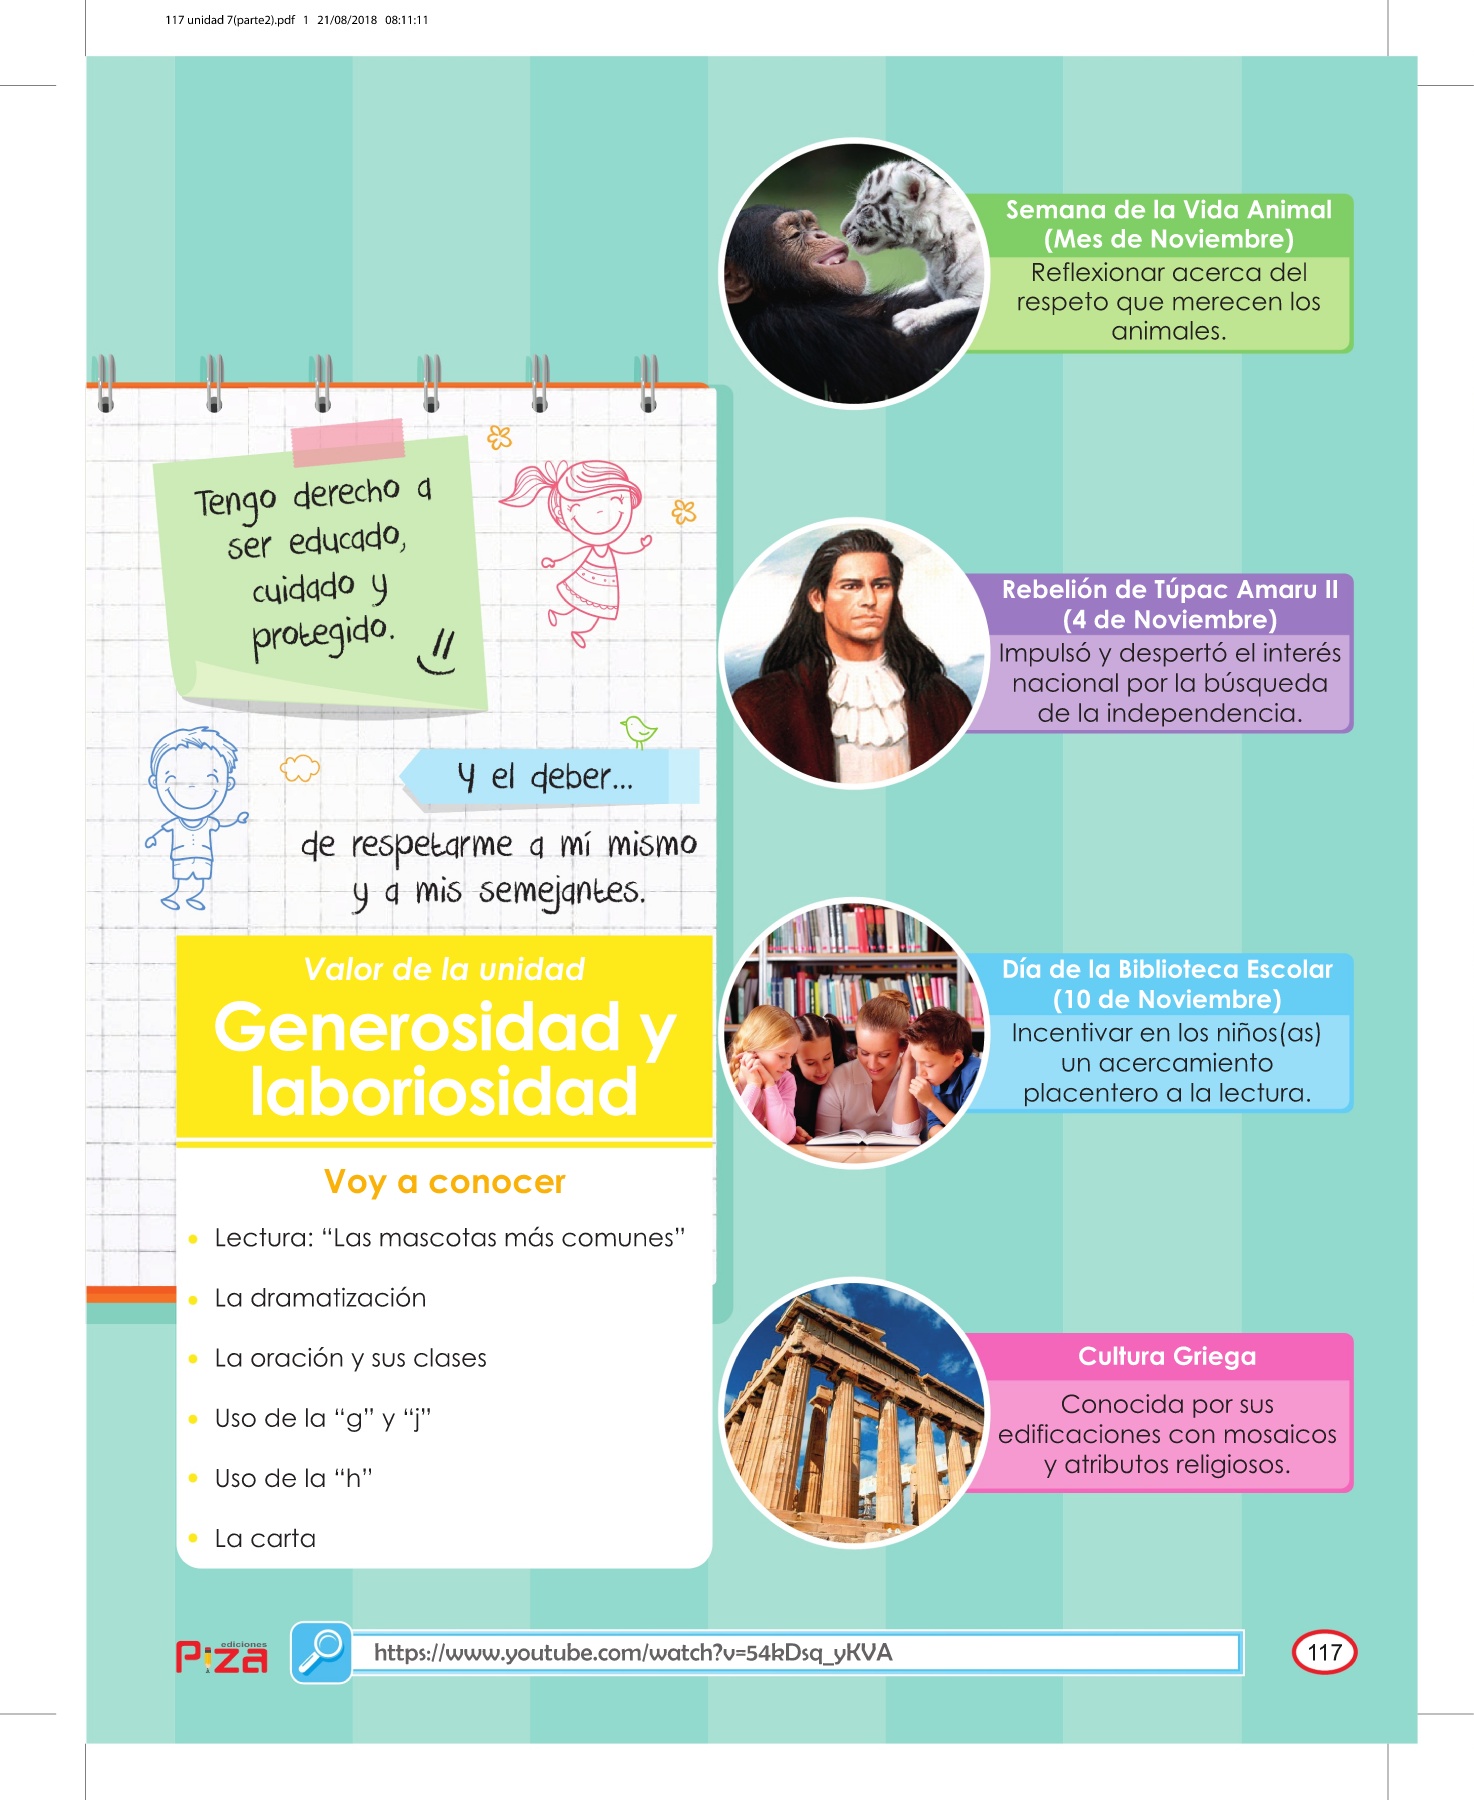 117 unidad 7(parte2).pdf 1 21/08/2018 08:11:11
Tengo derecho a
ser educado,
cuidado y
protegido.
Y el deber...
de respetarme a mí mismo
y a mis semejantes.
Valor de la unidad
Generosidad y
laboriosidad
Voy a conocer
• Lectura: “Las mascotas más comunes”
• La dramatización
• La oración y sus clases
• Uso de la “g” y “j”
• Uso de la “h”
• La carta
Semana de la Vida Animal
(Mes de Noviembre)
Reflexionar acerca del
respeto que merecen los
animales.
Rebelión de Túpac Amaru II
(4 de Noviembre)
Impulsó y despertó el interés
nacional por la búsqueda
de la independencia.
Día de la Biblioteca Escolar
(10 de Noviembre)
Incentivar en los niños(as)
un acercamiento
placentero a la lectura.
Cultura Griega
Conocida por sus
edificaciones con mosaicos
y atributos religiosos.
ediciones
Piza
https://www.youtube.com/watch?v=54kDsq_yKVA
117